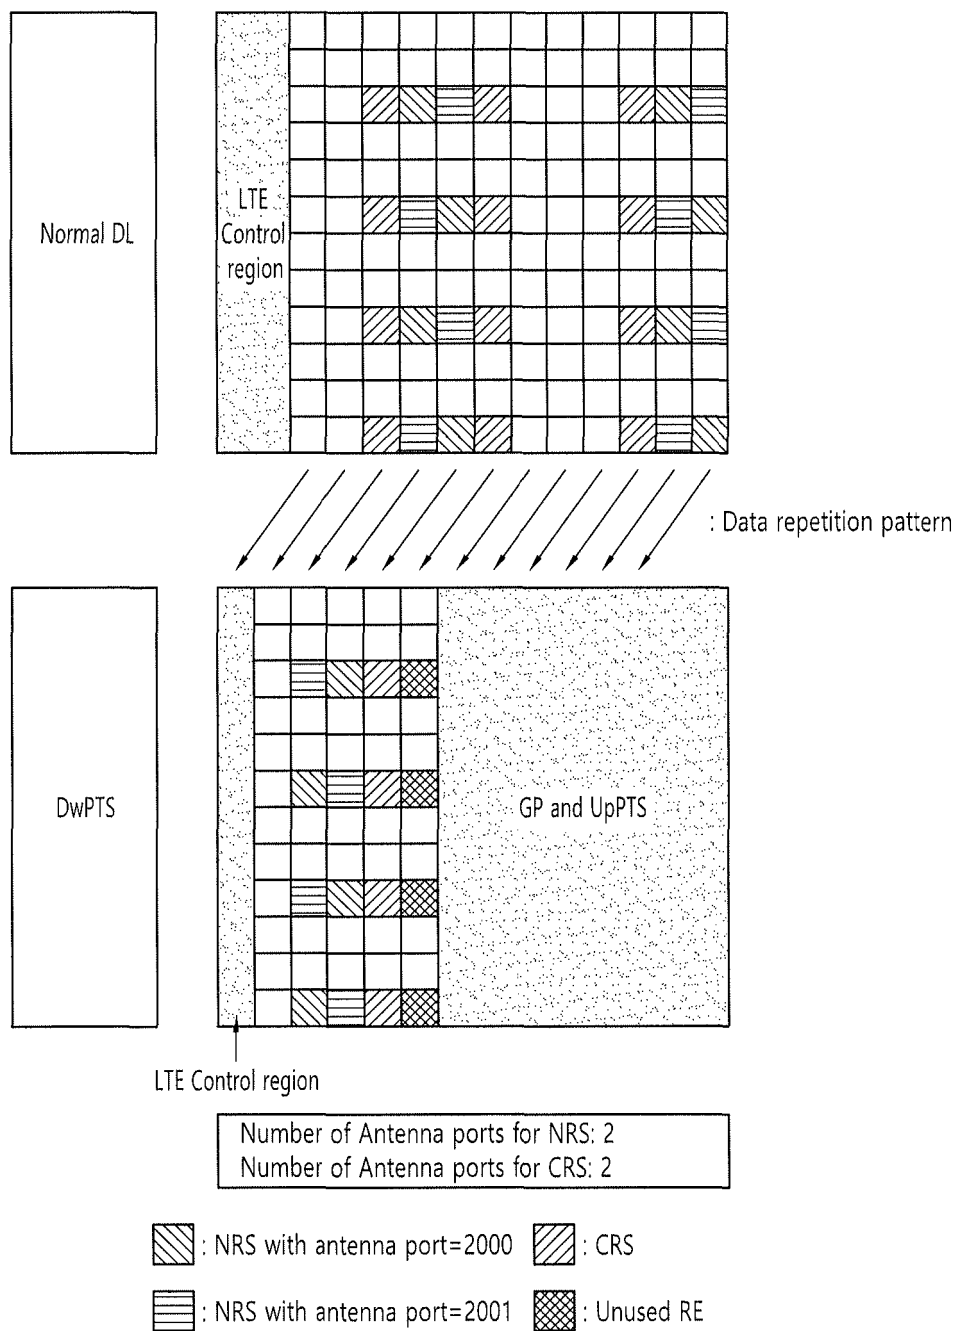 Normal DL
LTE
Control
region
: Data repetition pattern
DwPTS
GP and UpPTS
LTE Control region
Number of Antenna ports for NRS: 2
Number of Antenna ports for CRS: 2
: NRS with antenna port=2000
: CRS
: NRS with antenna port=2001
: Unused RE